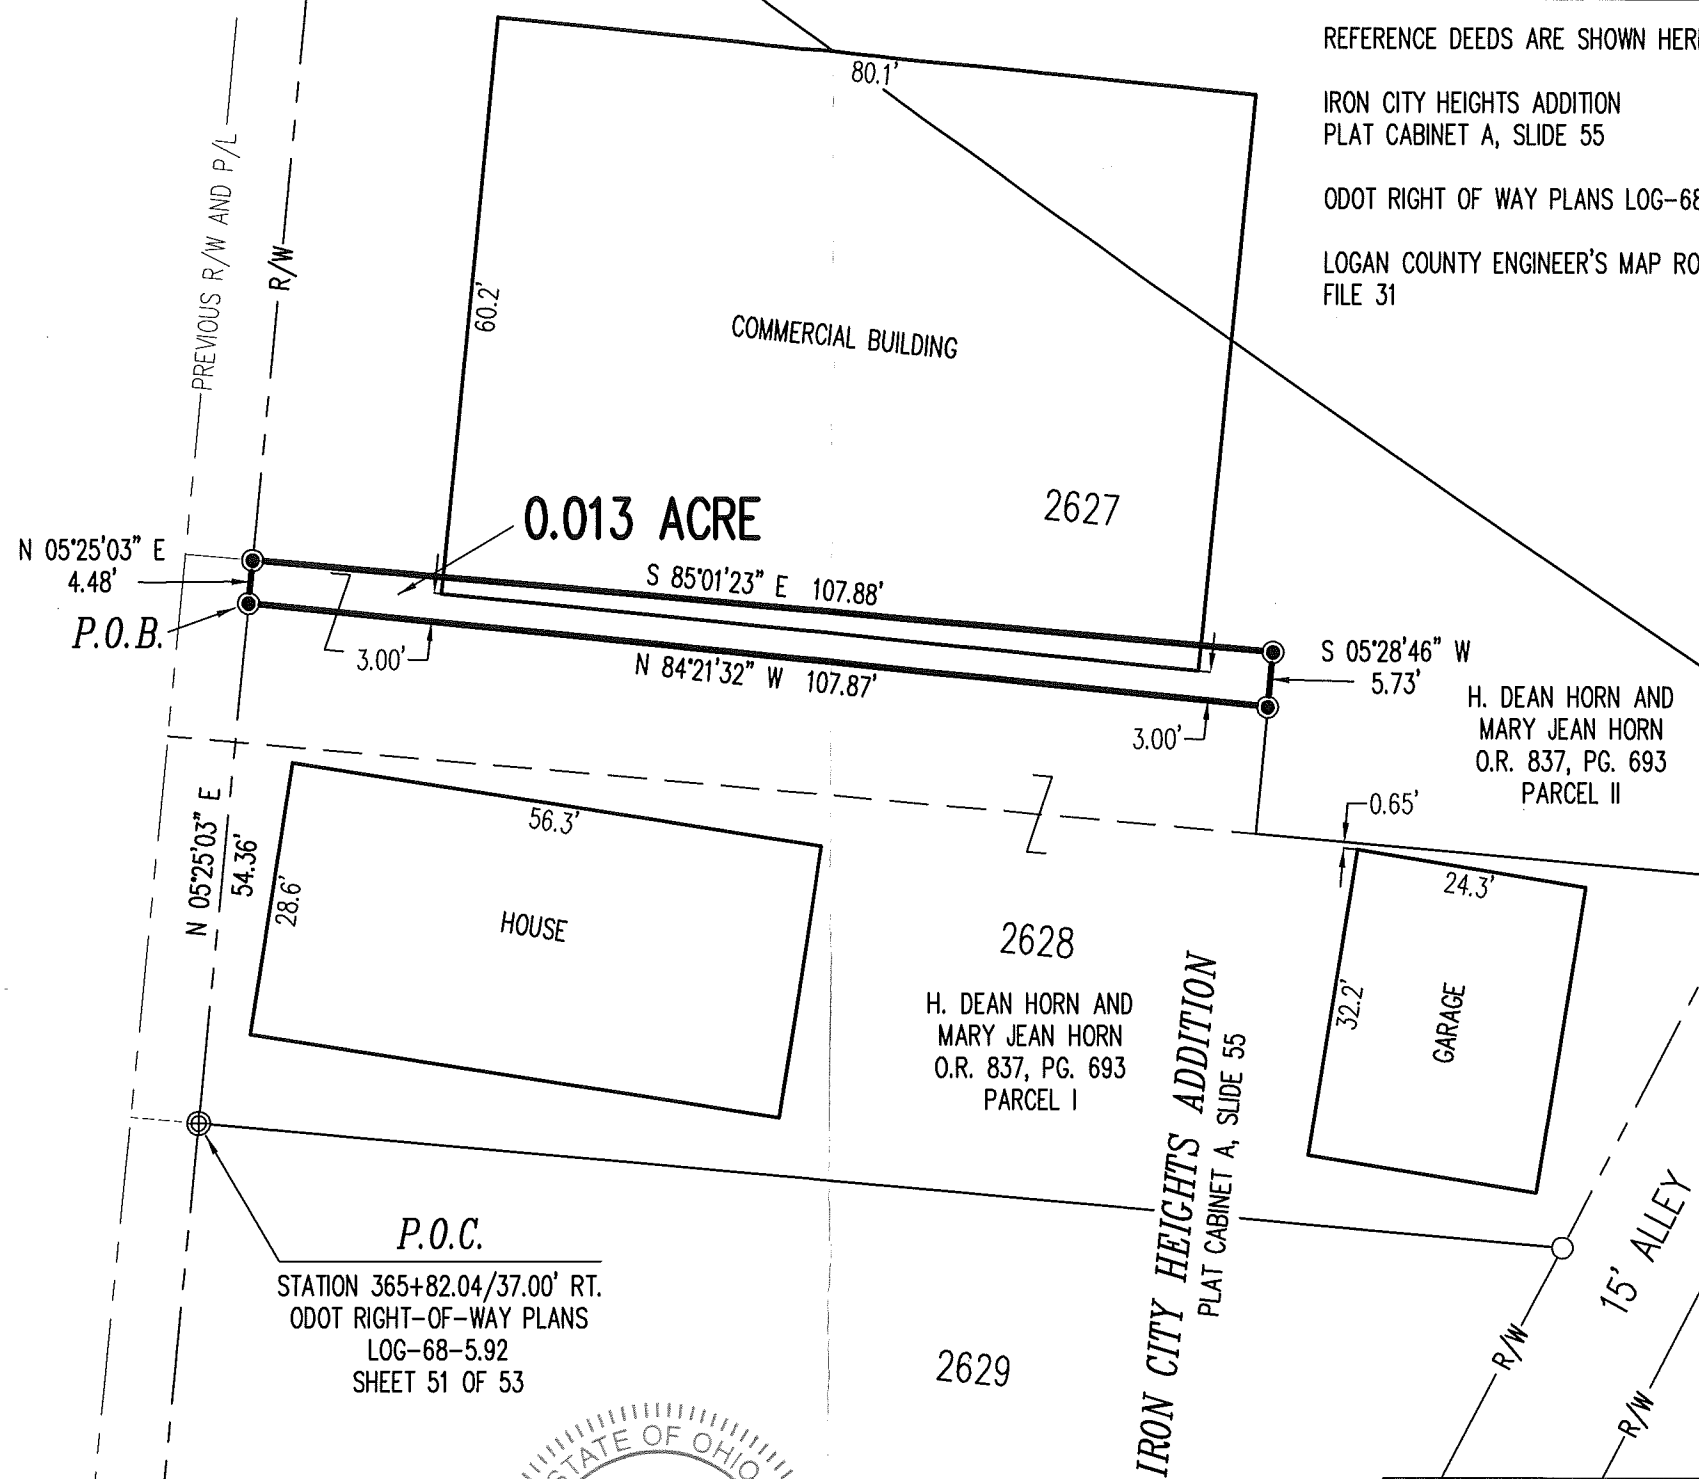 REFERENCE DEEDS ARE SHOWN
IRON CITY HEIGHTS ADDITION
PLAT CABINET A, SLIDE 55
ODOT RIGHT OF WAY PLANS
LOGAN COUNTY ENGINEER'S MAP
FILE 31
80.1'
PREVIOUS R/W AND P/L
R/W
60.2'
COMMERCIAL BUILDING
2627
0.013 ACRE
N 05°25'03" E
4.48'
S 85°01'23" E 107.88'
P.O.B.
3.00'
N 84°21'32" W 107.87'
S 05°28'46" W
5.73'
3.00'
H. DEAN HORN AND
MARY JEAN HORN
O.R. 837, PG. 693
PARCEL II
0.65'
N 05°25'03" E
54.36'
56.3'
28.6'
HOUSE
24.3'
32.2'
GARAGE
2628
H. DEAN HORN AND
MARY JEAN HORN
O.R. 837, PG. 693
PARCEL I
IRON CITY HEIGHTS ADDITION
PLAT CABINET A, SLIDE 55
15' ALLEY
R/W
R/W
P.O.C.
STATION 365+82.04/37.00' RT.
ODOT RIGHT-OF-WAY PLANS
LOG-68-5.92
SHEET 51 OF 53
2629
STATE OF OHIO